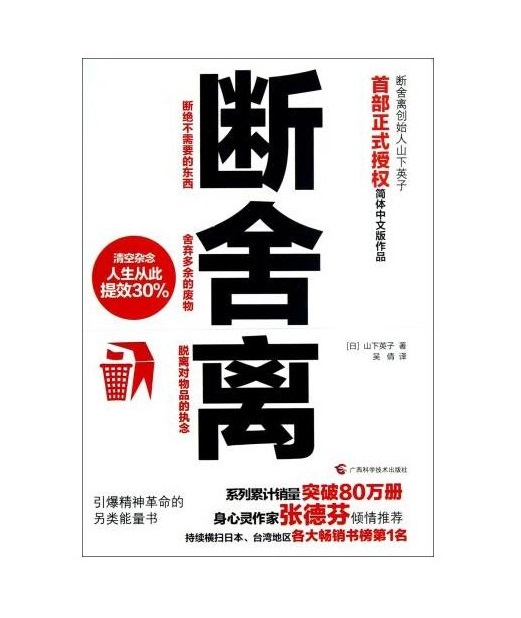 断舍离
断绝不需要的东西
舍弃多余的废物
脱离对物品的执念
断舍离创始人山下英子
首部正式授权简体中文版作品
清空杂念
人生从此
提效30%
[日] 山下英子 著
吴倩 译
广西科学技术出版社
引爆精神革命的
另类能量书
系列累计销量突破80万册
身心灵作家张德芬倾情推荐
持续横扫日本、台湾地区各大畅销书榜第1名